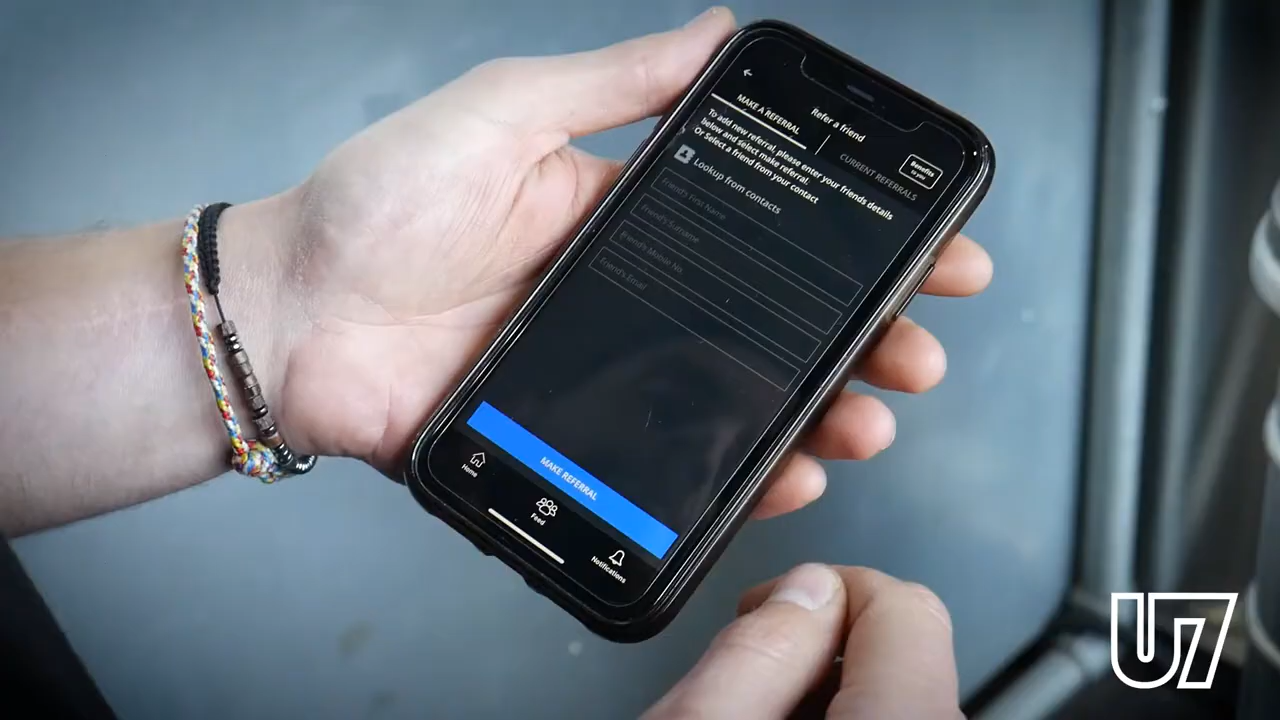 Refer a friend
MAKE A REFERRAL
CURRENT REFERRALS
Benefits
to you
To add new referral, please enter your friends details
below and select make referral.
Or Select a friend from your contact
Lookup from contacts
Friend's First Name
Friend's Surname
Friend's Mobile No.
Friend's Email
MAKE REFERRAL
Home
Feed
Notifications
U7